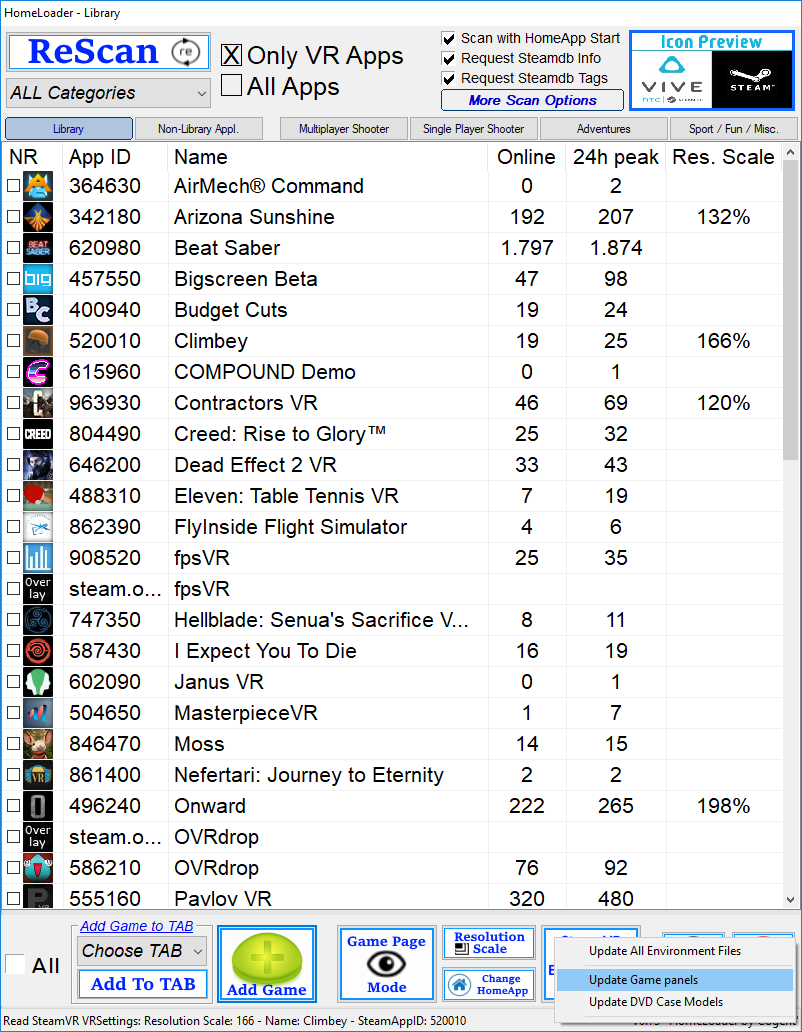 HomeLoader - Library
ReScan re
ALL Categories
X Only VR Apps
All Apps
Scan with HomeApp Start
Request Steamdb Info
Request Steamdb Tags
More Scan Options
Icon Preview
VIVE
htc STEAM VR
STEAM™
Library Non-Library Appl. Multiplayer Shooter Single Player Shooter Adventures Sport / Fun / Misc.
NR App ID Name Online 24h peak Res. Scale
364630 AirMech® Command 0 2
342180 Arizona Sunshine 192 207 132%
BEAT SABER 620980 Beat Saber 1.797 1.874
big 457550 Bigscreen Beta 47 98
BC 400940 Budget Cuts 19 24
520010 Climbey 19 25 166%
615960 COMPOUND Demo 0 1
C 963930 Contractors VR 46 69 120%
CREED 804490 Creed: Rise to Glory™ 25 32
646200 Dead Effect 2 VR 33 43
488310 Eleven: Table Tennis VR 7 19
862390 FlyInside Flight Simulator 4 6
908520 fpsVR 25 35
Over lay steam.o... fpsVR
747350 Hellblade: Senua's Sacrifice V... 8 11
587430 I Expect You To Die 16 19
602090 Janus VR 0 1
504650 MasterpieceVR 1 7
846470 Moss 14 15
VR 861400 Nefertari: Journey to Eternity 2 2
496240 Onward 222 265 198%
Over lay steam.o... OVRdrop
586210 OVRdrop 76 92
555160 Pavlov VR 320 480
All
Add Game to TAB
Choose TAB
Add To TAB
Add Game
Game Page
Mode
Resolution
Scale
Change
HomeApp
Update All Environment Files
Update Game panels
Update DVD Case Models
Read SteamVR VRSettings: Resolution Scale: 166 - Name: Climbey - SteamAppID: 520010